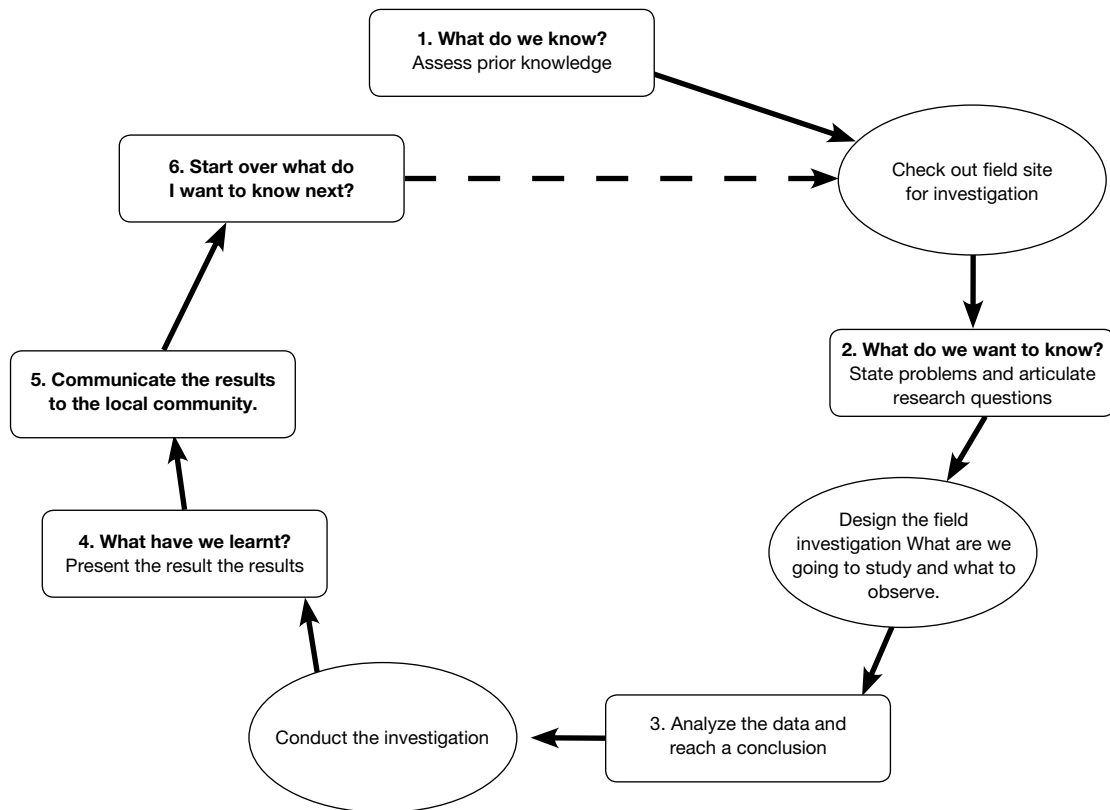 1. What do we know?
Assess prior knowledge
Check out field site
for investigation
2. What do we want to know?
State problems and articulate
research questions
Design the field
investigation What are we
going to study and what to
observe.
3. Analyze the data and
reach a conclusion
Conduct the investigation
4. What have we learnt?
Present the result the results
5. Communicate the results
to the local community.
6. Start over what do
I want to know next?